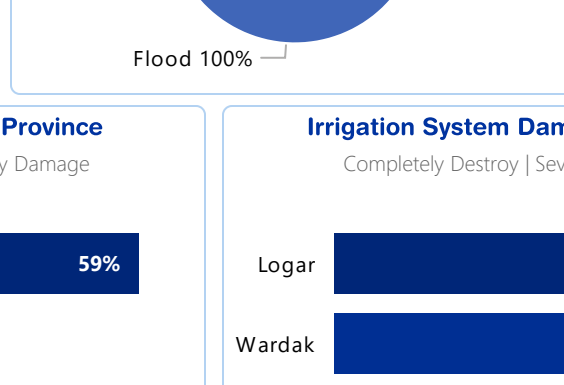 Flood 100%
Province
y Damage
59%
Irrigation System Dam
Completely Destroy | Sev
Logar
Wardak